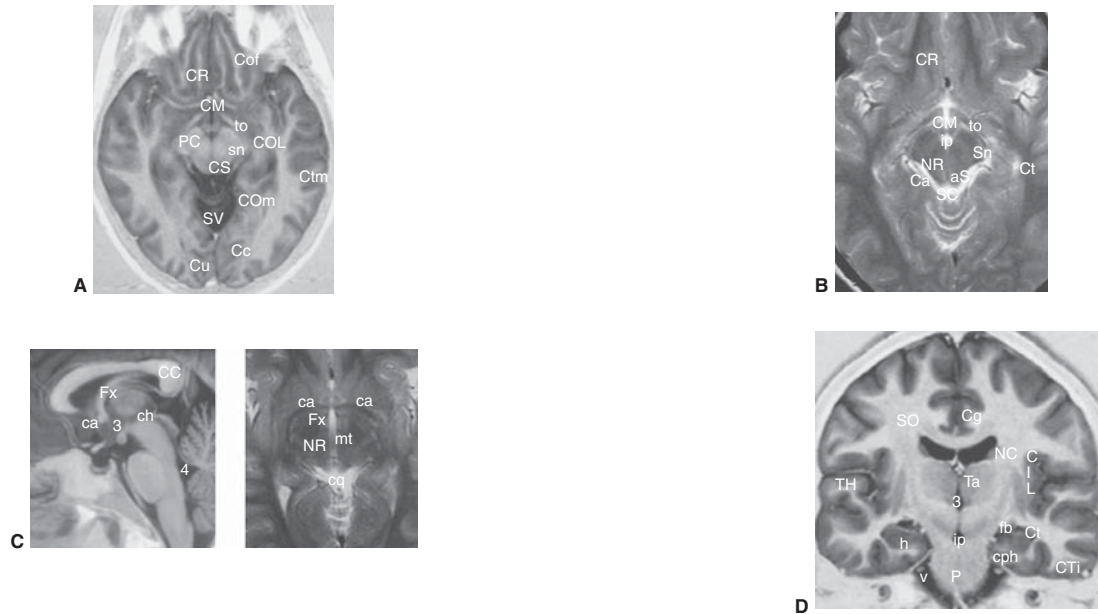 Cof
CR
CM
to
PC
COL
sn
CS
Ctm
COm
SV
Cc
Cu
A
CR
CM
to
ip
Sn
NR
Ct
Ca
aS
SC
B
CC
Fx
ch
ca
3
4
ca
ca
Fx
NR
mt
cq
C
SO
Cg
NC
C
I
L
TH
Ta
3
fb
Ct
h
ip
cph
CTi
v
P
D